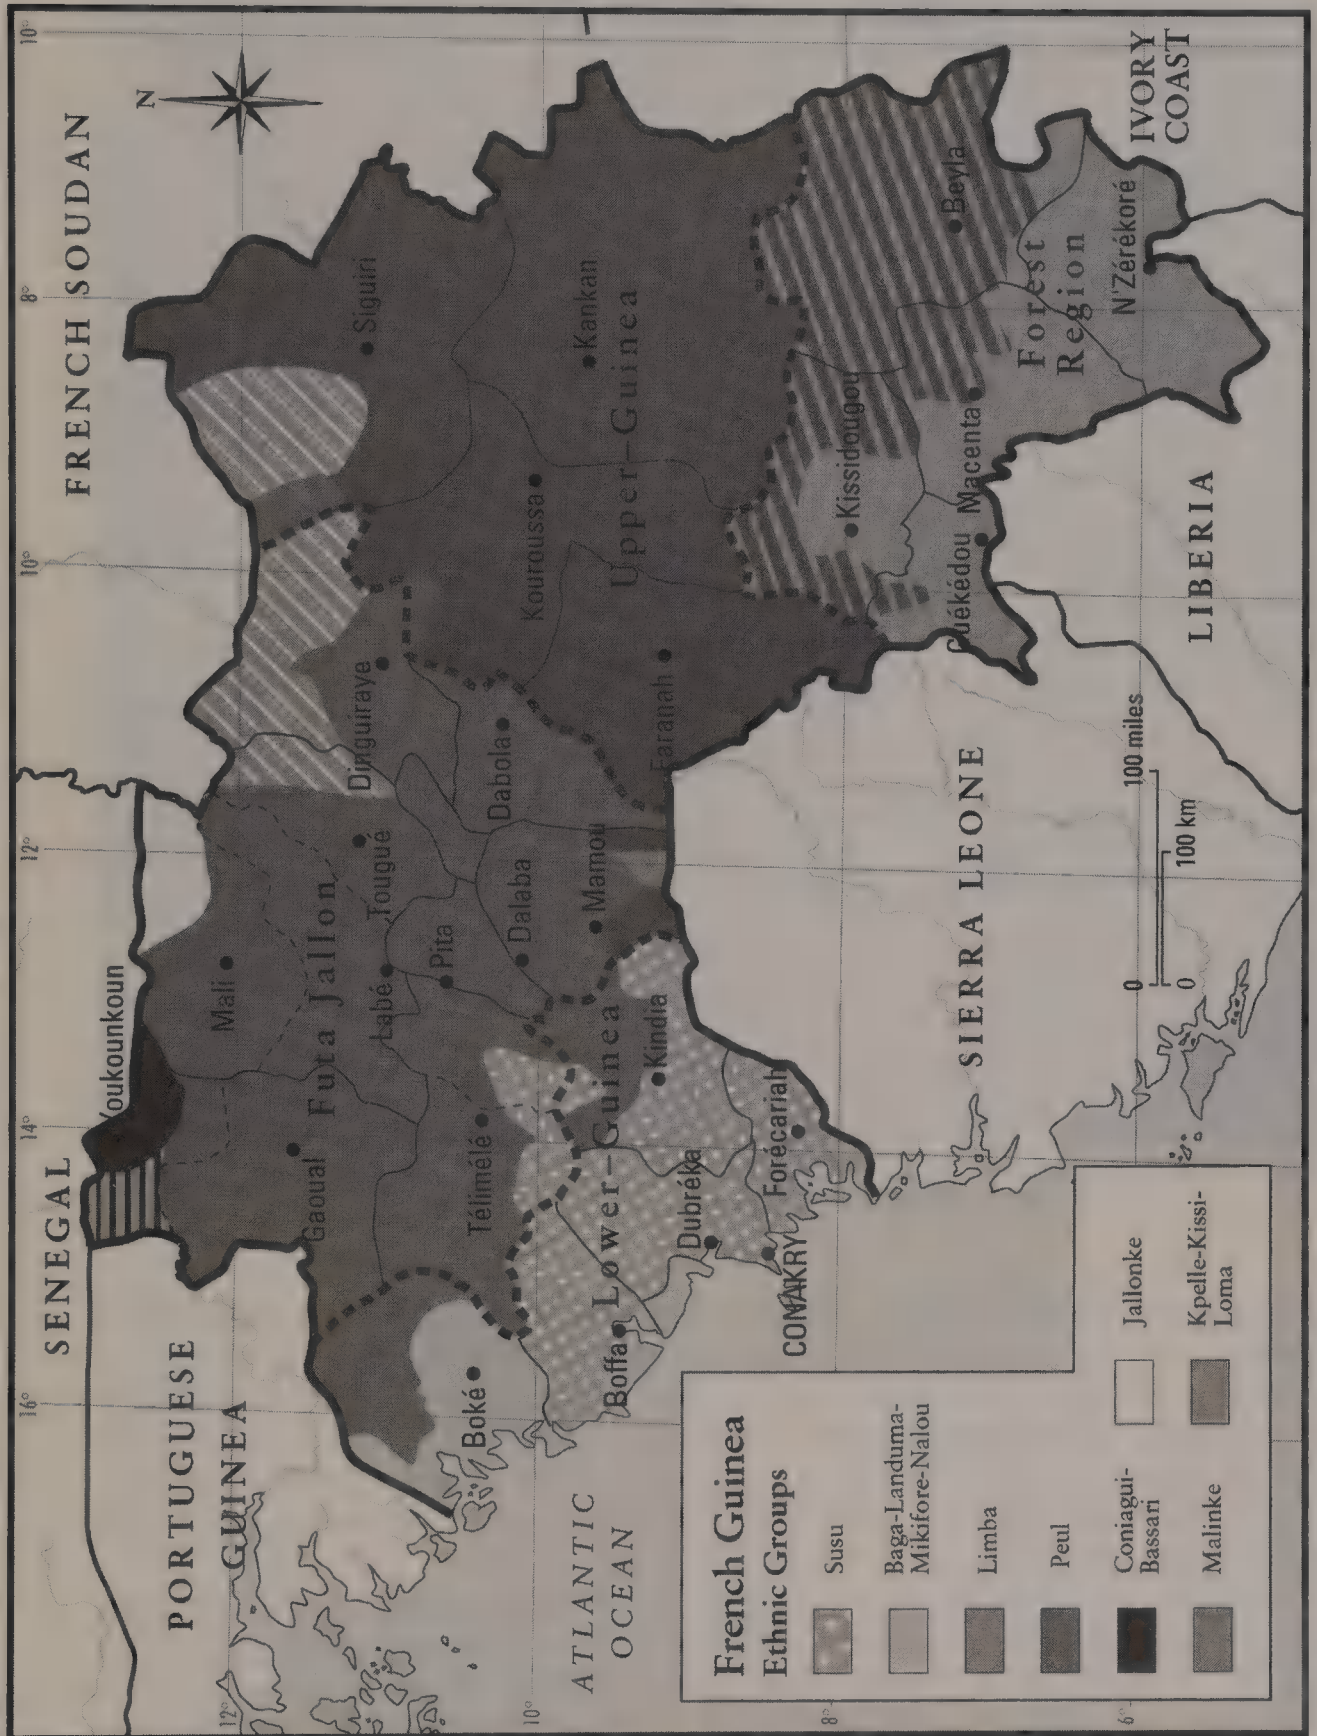 10°
8°
10°
12°
14°
16°
12°
10°
8°
6°
N
FRENCH SOUDAN
SENEGAL
PORTUGUESE
GUINEA
IVORY
COAST
LIBERIA
SIERRA LEONE
ATLANTIC
OCEAN
Futa Jallon
Upper-Guinea
Lower-Guinea
Forest
Region
Youkounkoun
Mali
Gaoual
Labé
Tougué
Pita
Dalaba
Mamou
Télimélé
Dinguiraye
Dabola
Siguiri
Kouroussa
Kankan
Faranah
Kissidougou
Guékédou
Macenta
Beyla
N'Zérékoré
Kindia
Boké
Boffa
Dubréka
CONAKRY
Forécariah
0
100 miles
0
100 km
French Guinea
Ethnic Groups
Susu
Baga-Landuma-
Mikifore-Nalou
Limba
Peul
Coniagui-
Bassari
Malinke
Jallonke
Kpelle-Kissi-
Loma